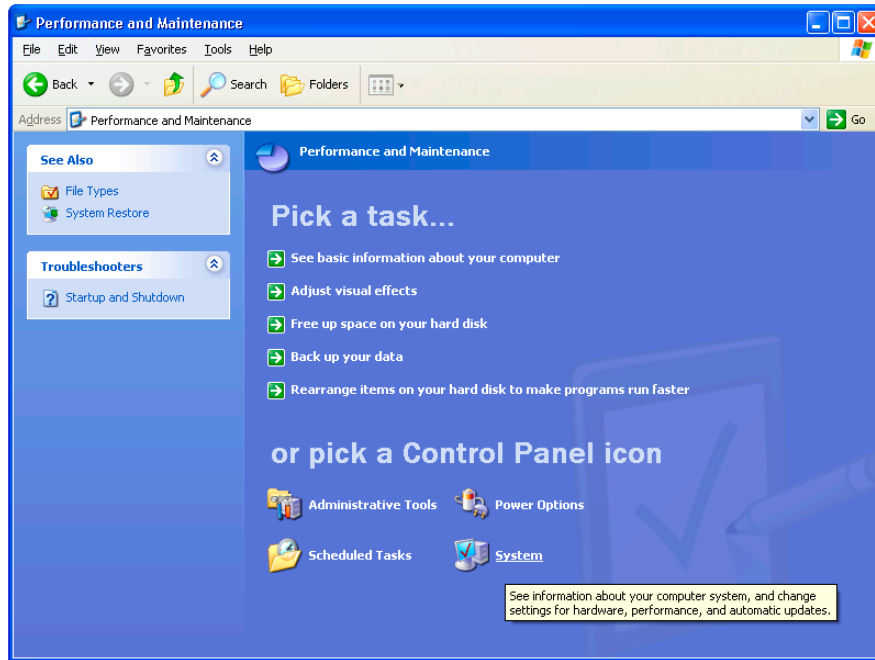 Performance and Maintenance
File Edit View Favorites Tools Help
Back Search Folders
Address Performance and Maintenance Go
See Also
File Types
System Restore
Troubleshooters
Startup and Shutdown
Performance and Maintenance
Pick a task...
See basic information about your computer
Adjust visual effects
Free up space on your hard disk
Back up your data
Rearrange items on your hard disk to make programs run faster
or pick a Control Panel icon
Administrative Tools Power Options
Scheduled Tasks System
See information about your computer system, and change
settings for hardware, performance, and automatic updates.